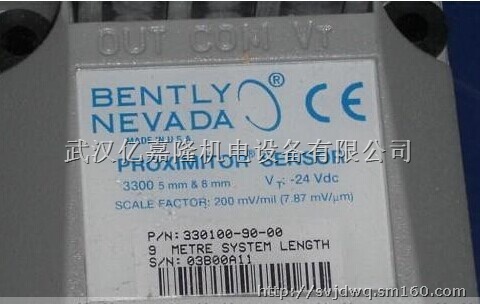 OUT COM VT
BENTLY
NEVADA ® CE
MADE IN U.S.A
武汉亿嘉隆机电设备有限公司
PROXIMITOR® SENSOR
3300 5 mm & 8 mm VT: -24 Vdc
SCALE FACTOR: 200 mV/mil (7.87 mV/μm)
P/N:330100-90-00
9 METRE SYSTEM LENGTH
S/N: 03B00A11
https://svjdwq.sm160.com/